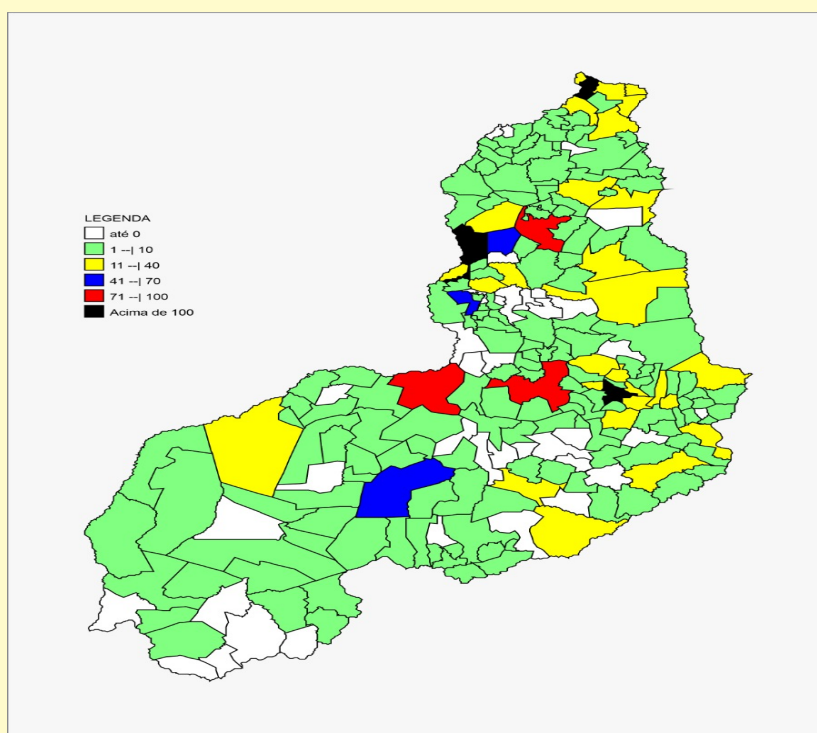 LEGENDA
até 0
1 --| 10
11 --| 40
41 --| 70
71 --| 100
Acima de 100